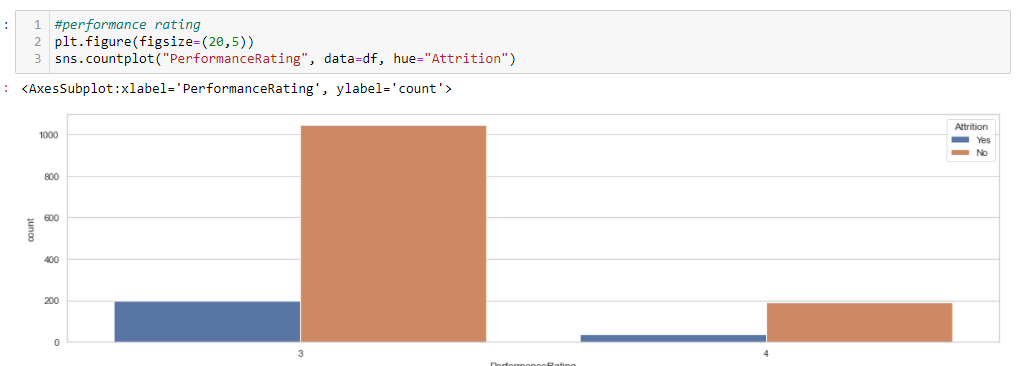 :
1 #performance rating
2 plt.figure(figsize=(20,5))
3 sns.countplot("PerformanceRating", data=df, hue="Attrition")
: <AxesSubplot:xlabel='PerformanceRating', ylabel='count'>
Attrition
Yes
No
1000
800
600
400
200
0
count
3
4
PerformanceRating